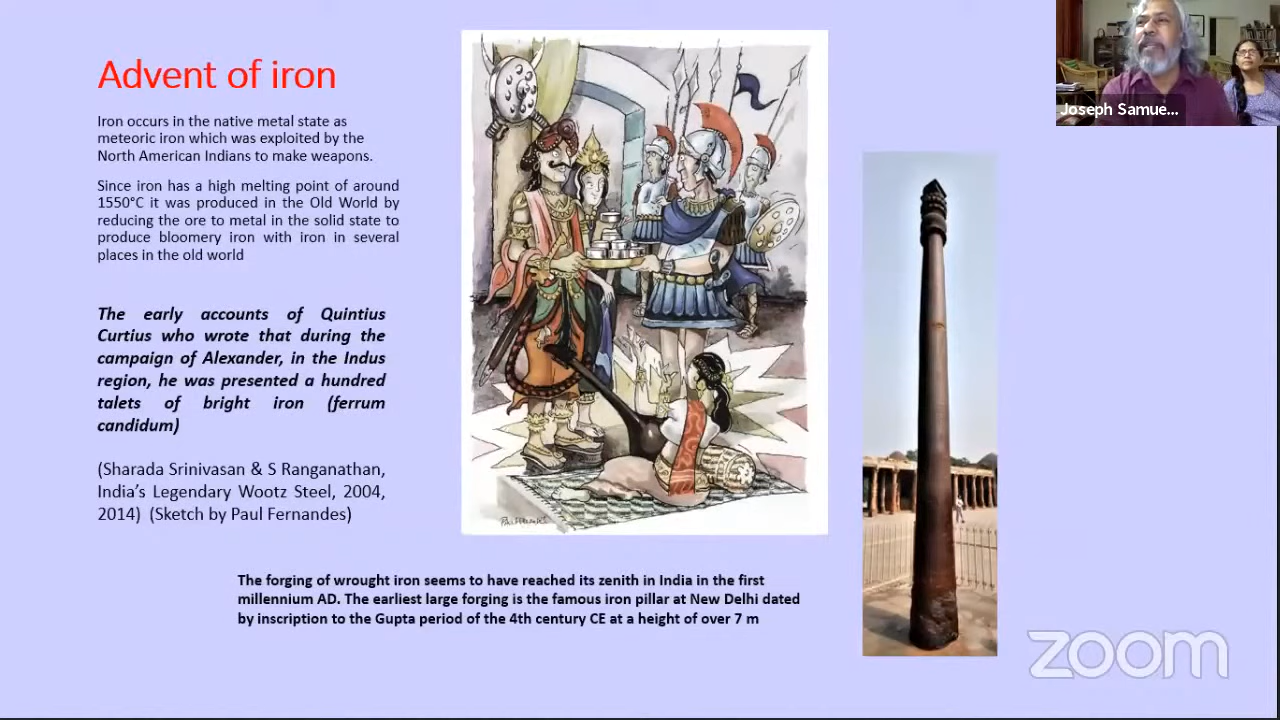 Advent of iron
Iron occurs in the native metal state as
meteoric iron which was exploited by the
North American Indians to make weapons.
Since iron has a high melting point of around
1550°C it was produced in the Old World by
reducing the ore to metal in the solid state to
produce bloomery iron with iron in several
places in the old world
The early accounts of Quintius
Curtius who wrote that during the
campaign of Alexander, in the Indus
region, he was presented a hundred
talets of bright iron (ferrum
candidum)
(Sharada Srinivasan & S Ranganathan,
India's Legendary Wootz Steel, 2004,
2014) (Sketch by Paul Fernandes)
The forging of wrought iron seems to have reached its zenith in India in the first
millennium AD. The earliest large forging is the famous iron pillar at New Delhi dated
by inscription to the Gupta period of the 4th century CE at a height of over 7 m
Joseph Samue...
zoom